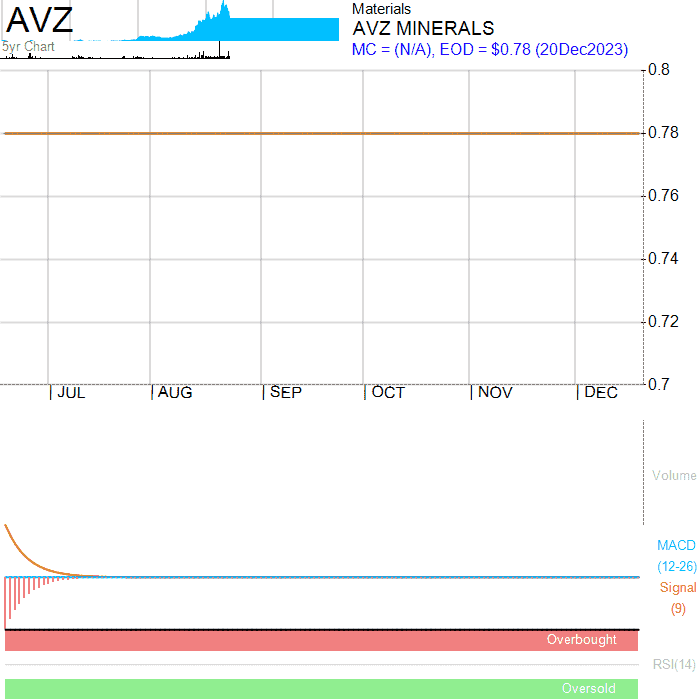 AVZ
5yr Chart
Materials
AVZ MINERALS
MC = (N/A), EOD = $0.78 (20Dec2023)
0.8
0.78
0.76
0.74
0.72
0.7
JUL AUG SEP OCT NOV DEC
Volume
MACD
(12-26)
Signal
(9)
Overbought
RSI(14)
Oversold